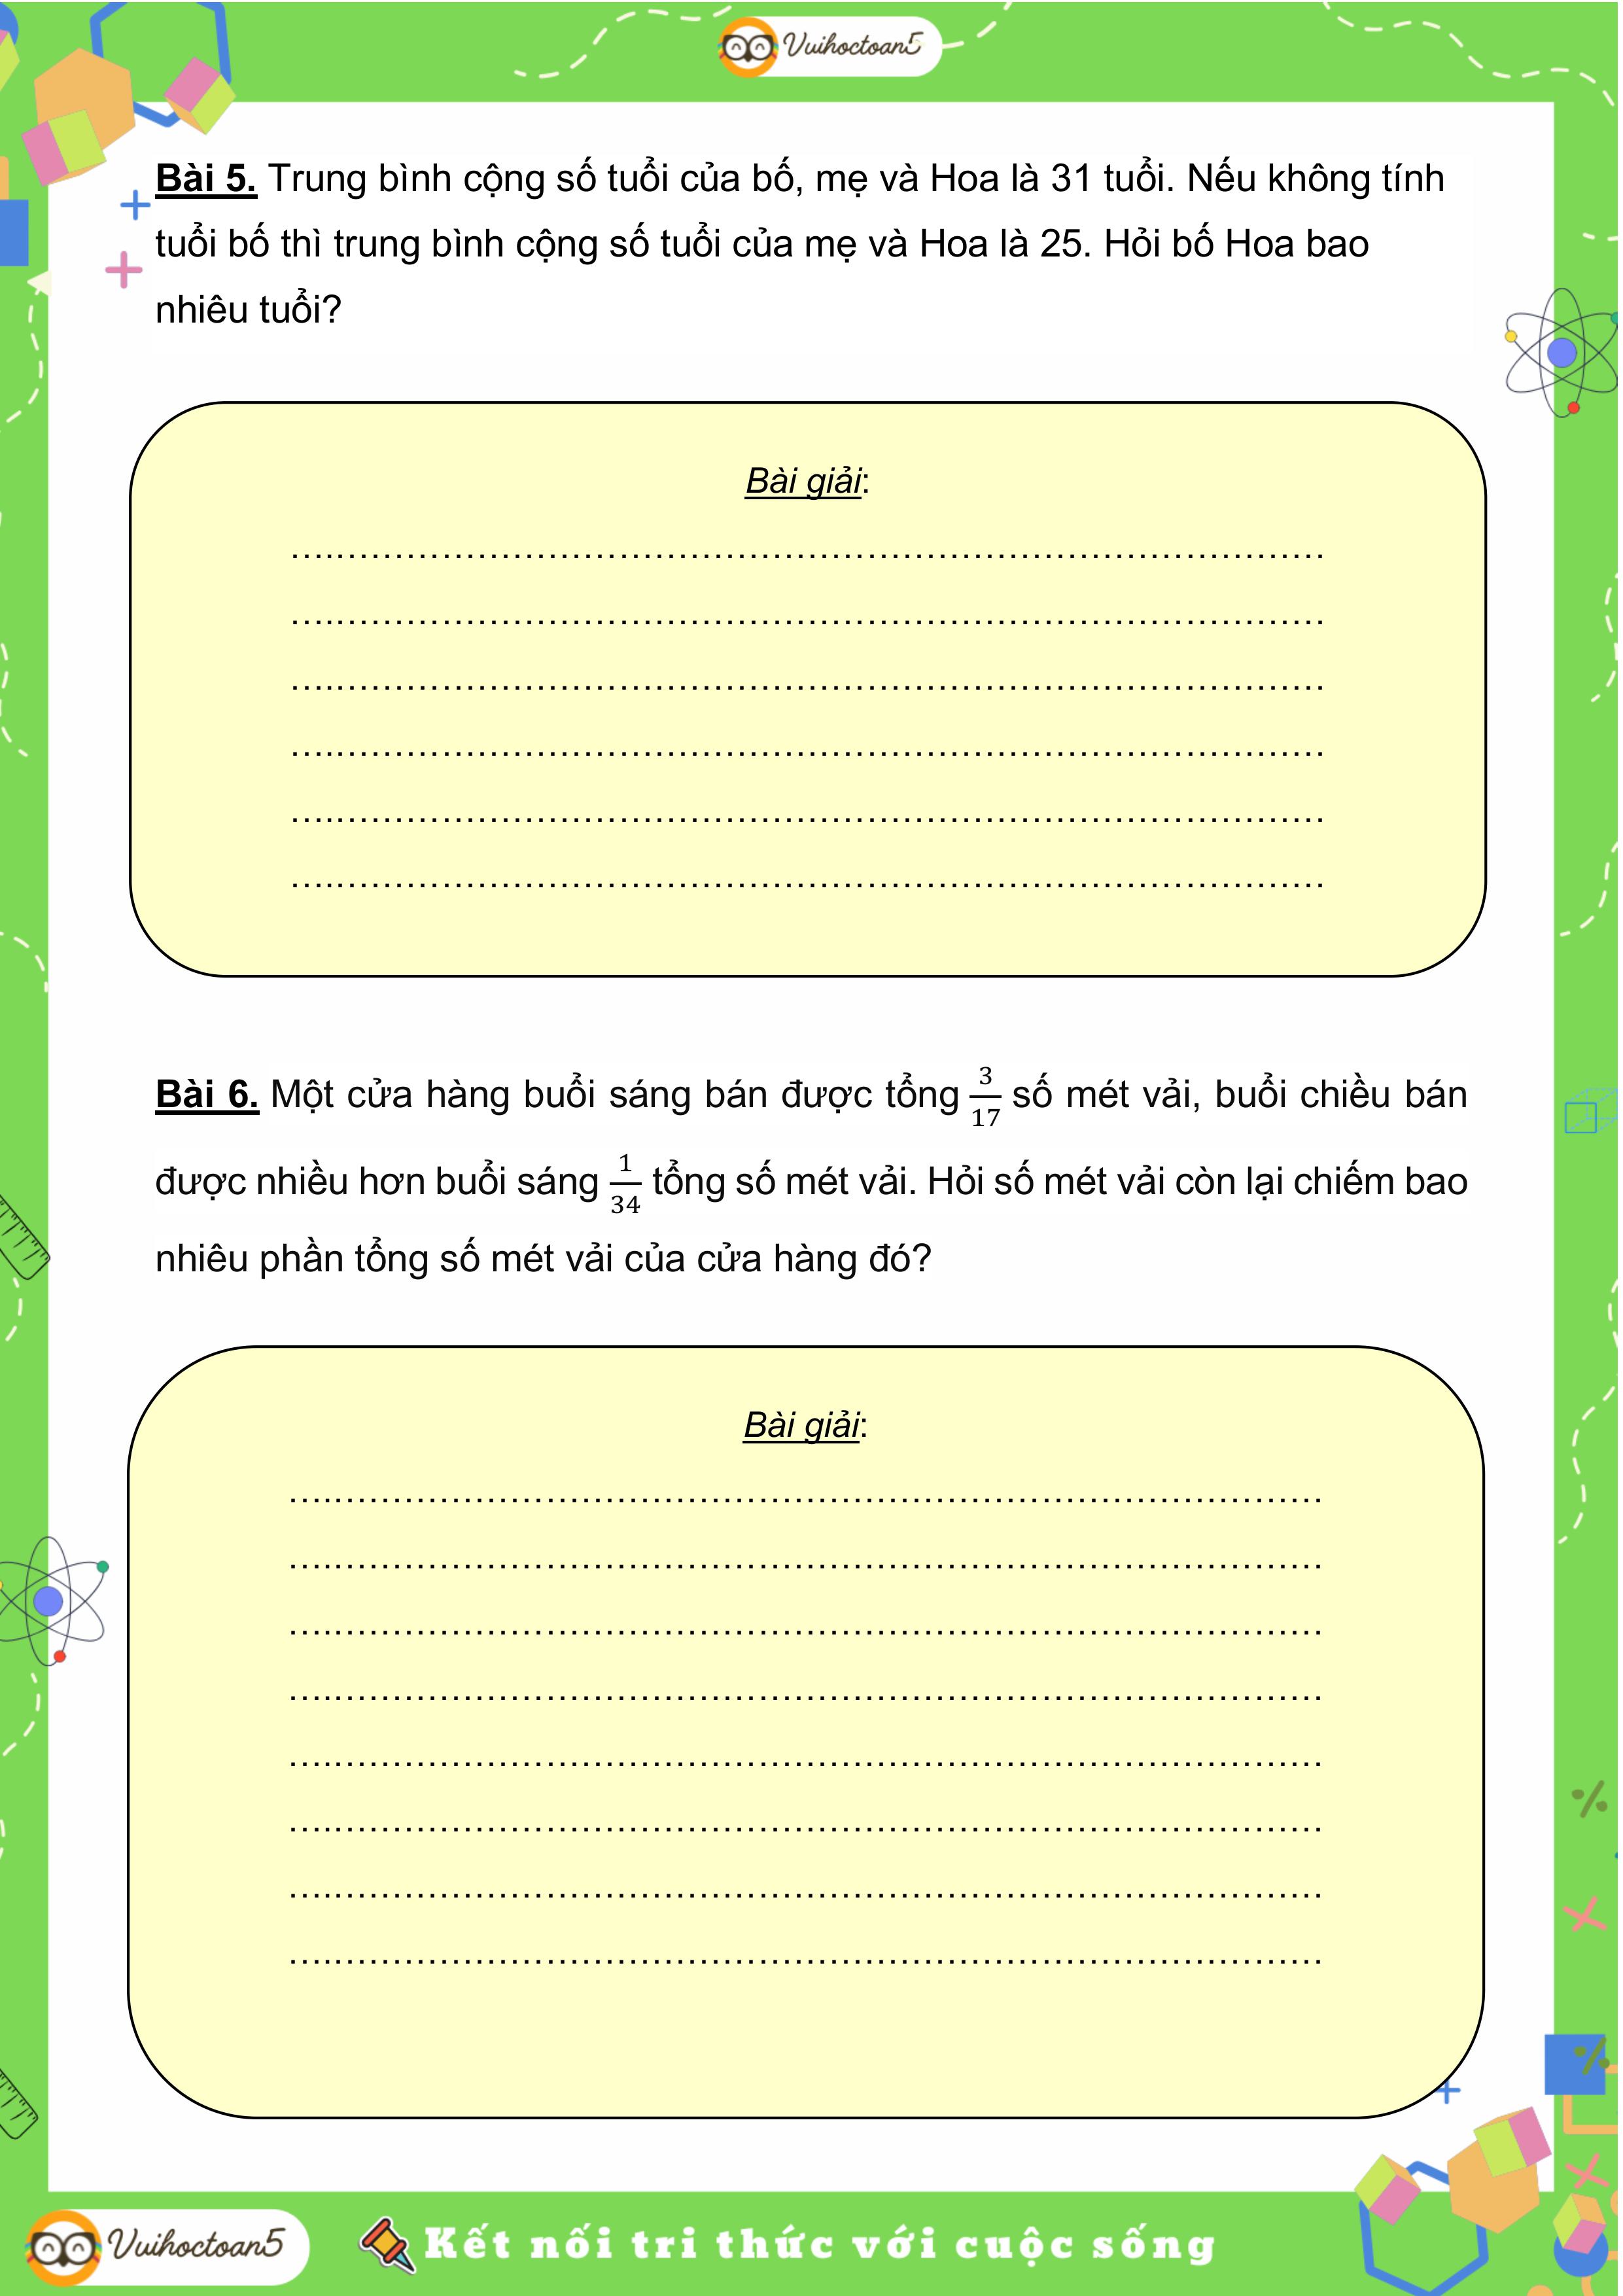 Vuihoctoan5
Bài 5. Trung bình cộng số tuổi của bố, mẹ và Hoa là 31 tuổi. Nếu không tính
tuổi bố thì trung bình cộng số tuổi của mẹ và Hoa là 25. Hỏi bố Hoa bao
nhiêu tuổi?
Bài giải:
................................................................................
................................................................................
................................................................................
................................................................................
................................................................................
................................................................................
Bài 6. Một cửa hàng buổi sáng bán được tổng 3/17 số mét vải, buổi chiều bán
được nhiều hơn buổi sáng 1/34 tổng số mét vải. Hỏi số mét vải còn lại chiếm bao
nhiêu phần tổng số mét vải của cửa hàng đó?
Bài giải:
................................................................................
................................................................................
................................................................................
................................................................................
................................................................................
................................................................................
................................................................................
................................................................................
Vuihoctoan5 Kết nối tri thức với cuộc sống